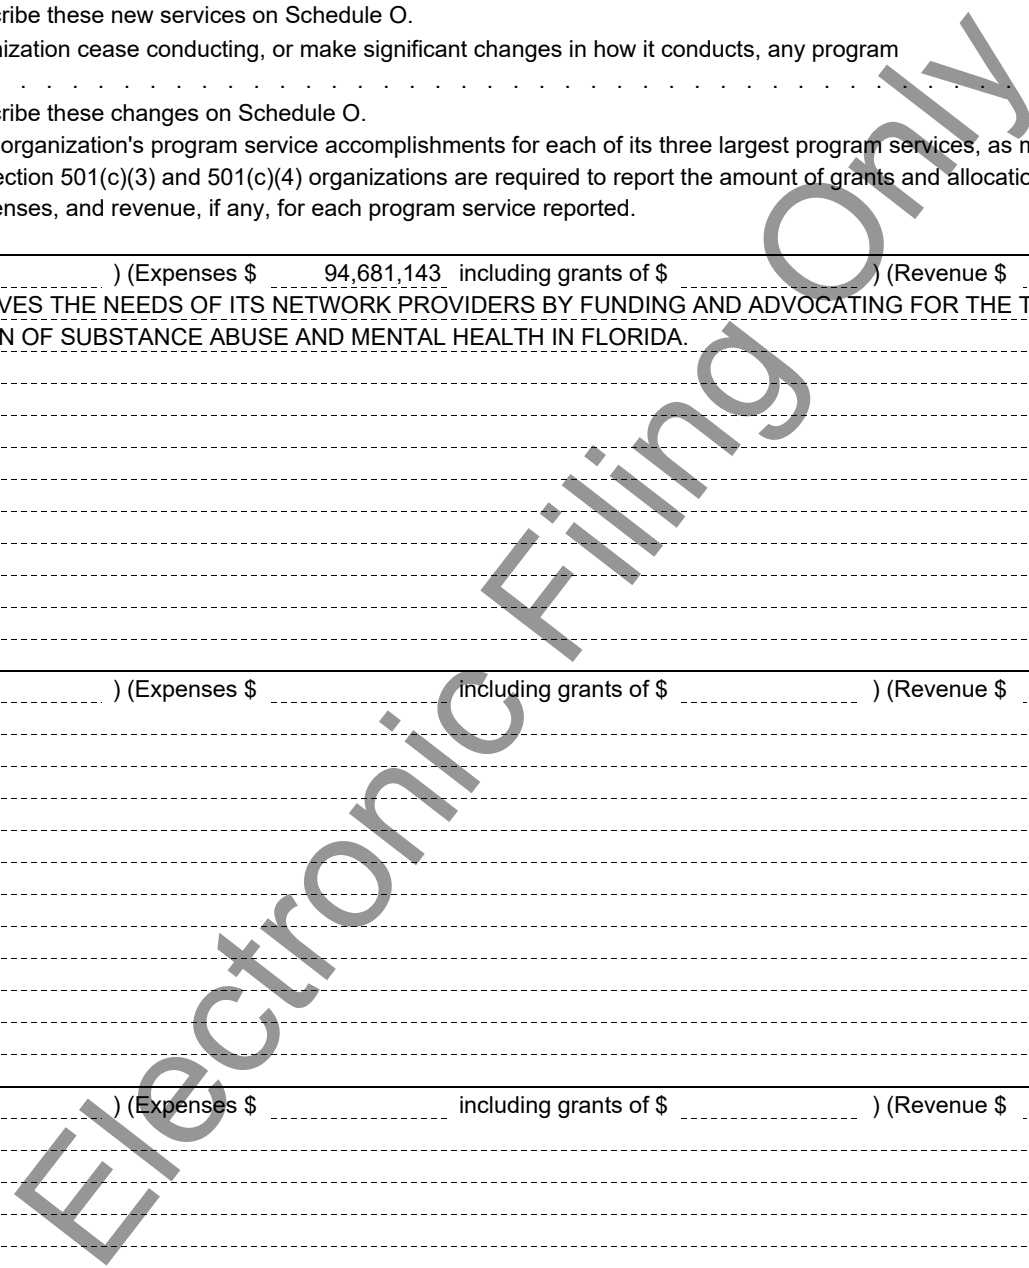 cribe these new services on Schedule O.
nization cease conducting, or make significant changes in how it conducts, any program
. . . . . . . . . . . . . . . . . . . . . . . . . . . . . . . . . . . . . . .
cribe these changes on Schedule O.
organization's program service accomplishments for each of its three largest program services, as m
ection 501(c)(3) and 501(c)(4) organizations are required to report the amount of grants and allocatio
enses, and revenue, if any, for each program service reported.
) (Expenses $ 94,681,143 including grants of $ ) (Revenue $
VES THE NEEDS OF ITS NETWORK PROVIDERS BY FUNDING AND ADVOCATING FOR THE T
N OF SUBSTANCE ABUSE AND MENTAL HEALTH IN FLORIDA.
) (Expenses $ including grants of $ ) (Revenue $
) (Expenses $ including grants of $ ) (Revenue $
Electronic Filing Only